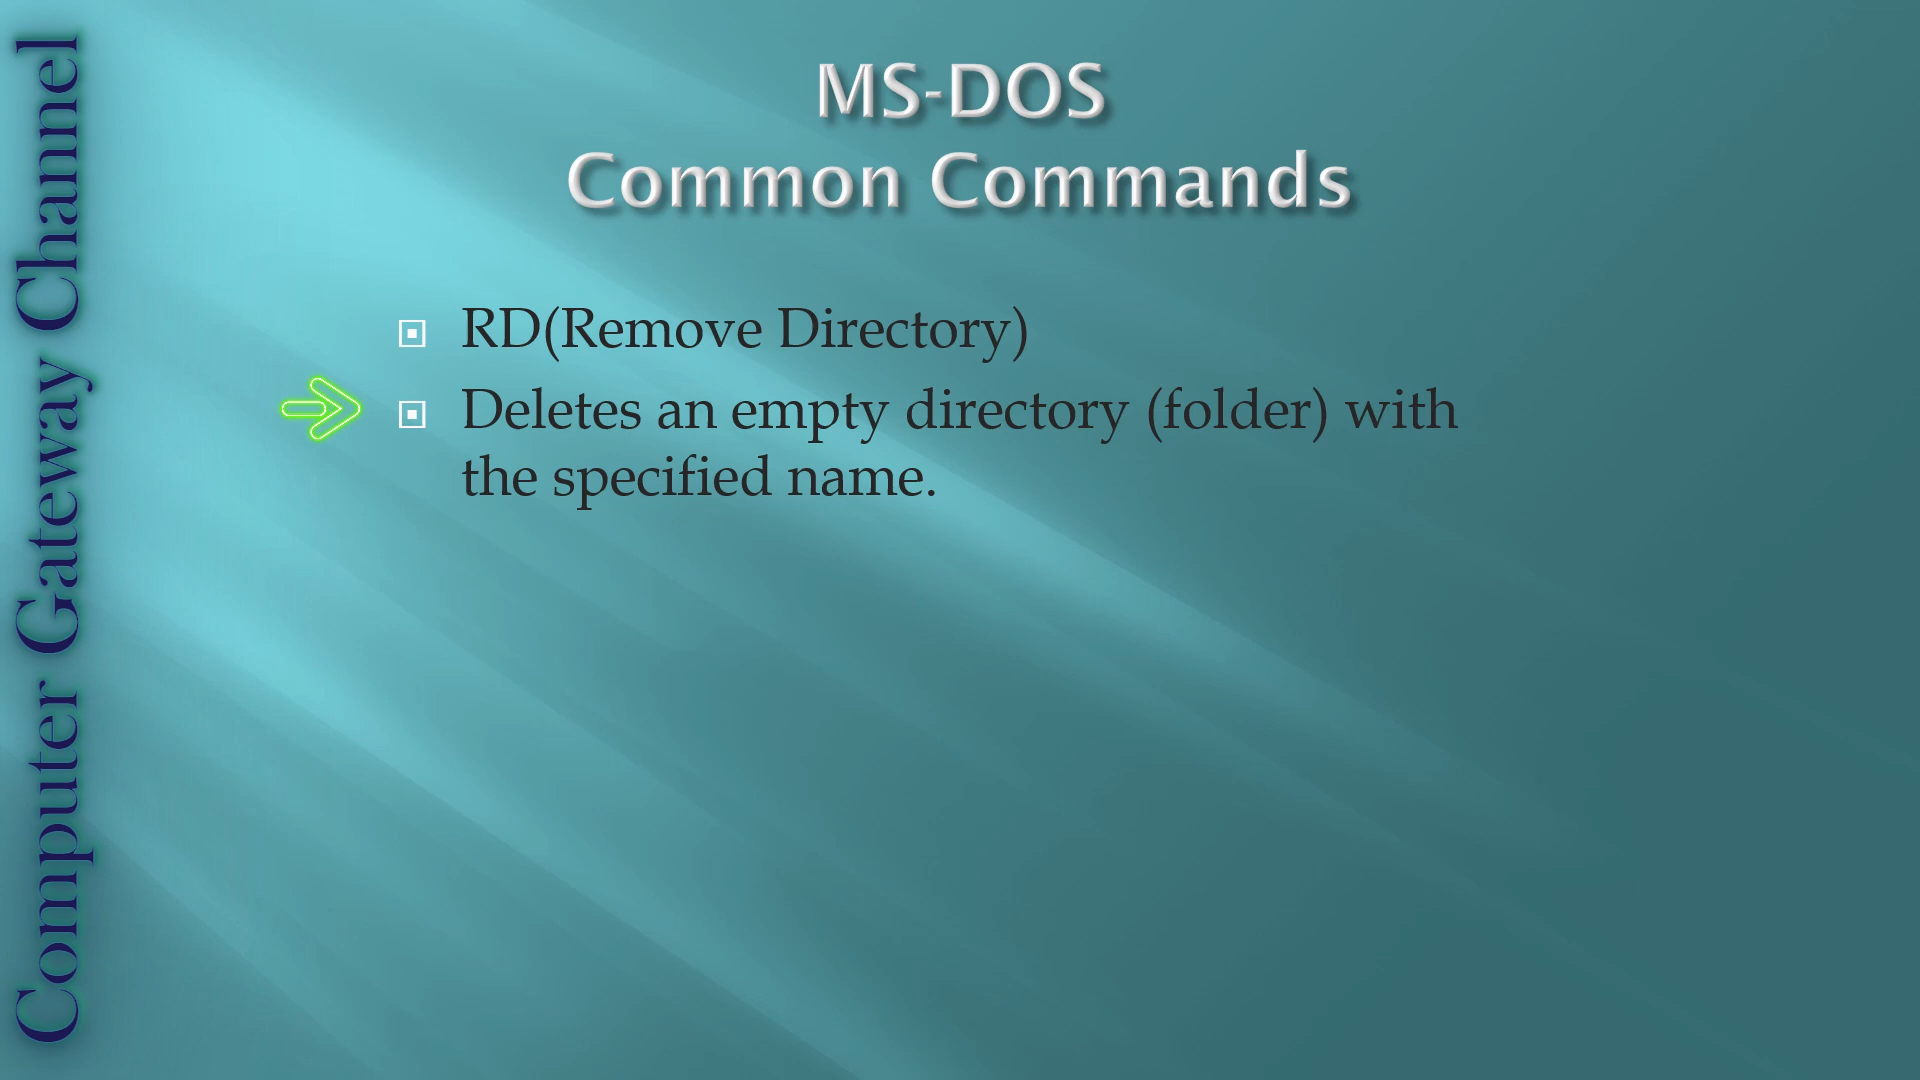 MS-DOS
Common Commands
RD(Remove Directory)
Deletes an empty directory (folder) with
the specified name.
Computer Gateway Channel